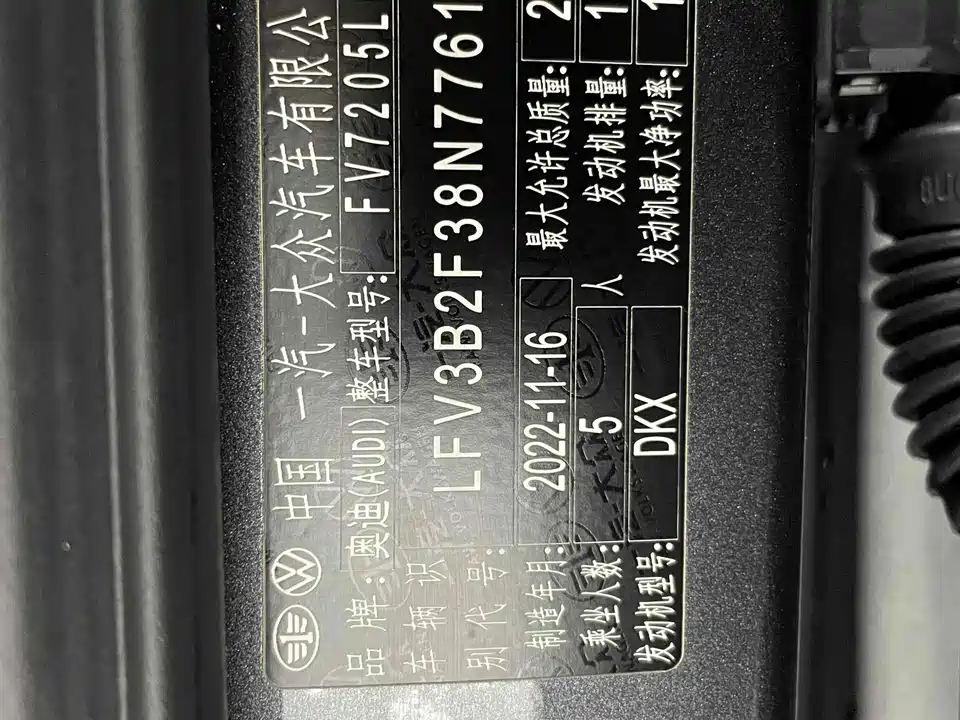 中国 一汽-大众汽车有限公
品牌: 奥迪(AUDI) 整车型号: FV7205L
车辆识别代号: LFV3B2F38N7761
制造年月: 2022-11-16 最大允许总质量: 2
乘坐人数: 5 人 发动机排量: 1
发动机型号: DKX 发动机最大净功率: 1